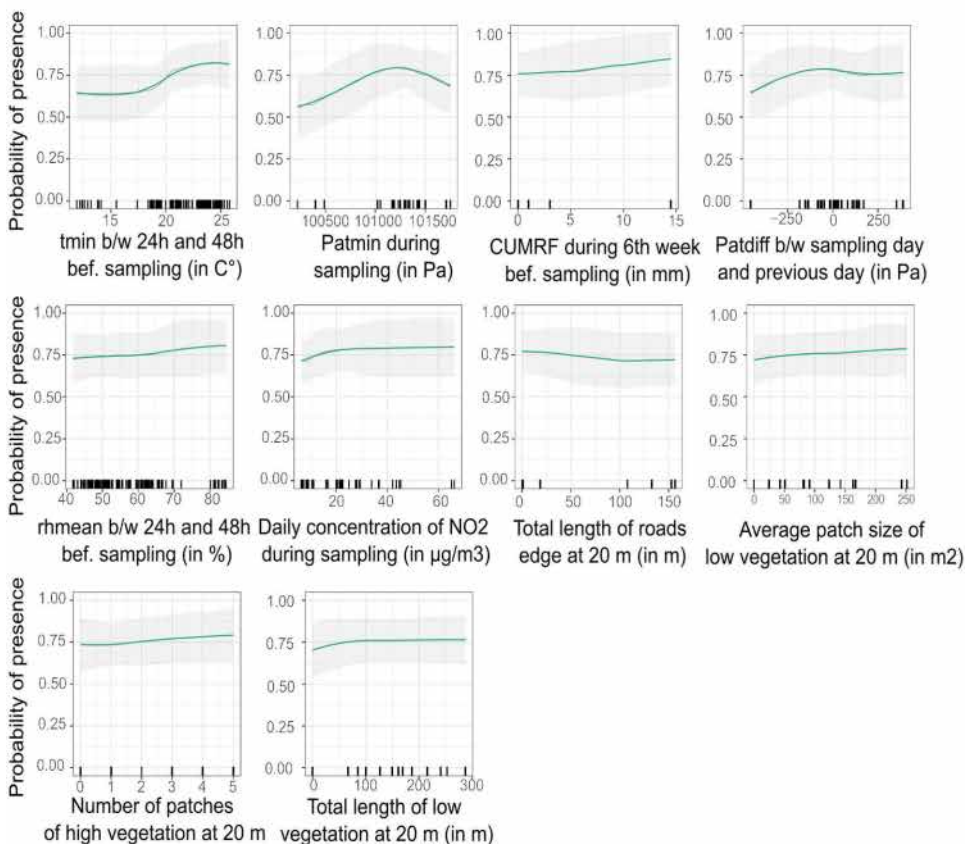 Probability of presence
1.00
0.75
0.50
0.25
0.00
15 20 25
tmin b/w 24h and 48h
bef. sampling (in C°)
1.00
0.75
0.50
0.25
0.00
100500 101000 101500
Patmin during
sampling (in Pa)
1.00
0.75
0.50
0.25
0.00
0 5 10 15
CUMRF during 6th week
bef. sampling (in mm)
1.00
0.75
0.50
0.25
0.00
−250 0 250
Patdiff b/w sampling day
and previous day (in Pa)
Probability of presence
1.00
0.75
0.50
0.25
0.00
40 50 60 70 80
rhmean b/w 24h and 48h
bef. sampling (in %)
1.00
0.75
0.50
0.25
0.00
20 40 60
Daily concentration of NO2
during sampling (in µg/m3)
1.00
0.75
0.50
0.25
0.00
0 50 100 150
Total length of roads
edge at 20 m (in m)
1.00
0.75
0.50
0.25
0.00
0 50 100 150 200 250
Average patch size of
low vegetation at 20 m (in m2)
Probability of presence
1.00
0.75
0.50
0.25
0.00
0 1 2 3 4 5
Number of patches
of high vegetation at 20 m
1.00
0.75
0.50
0.25
0.00
0 100 200 300
Total length of low
vegetation at 20 m (in m)